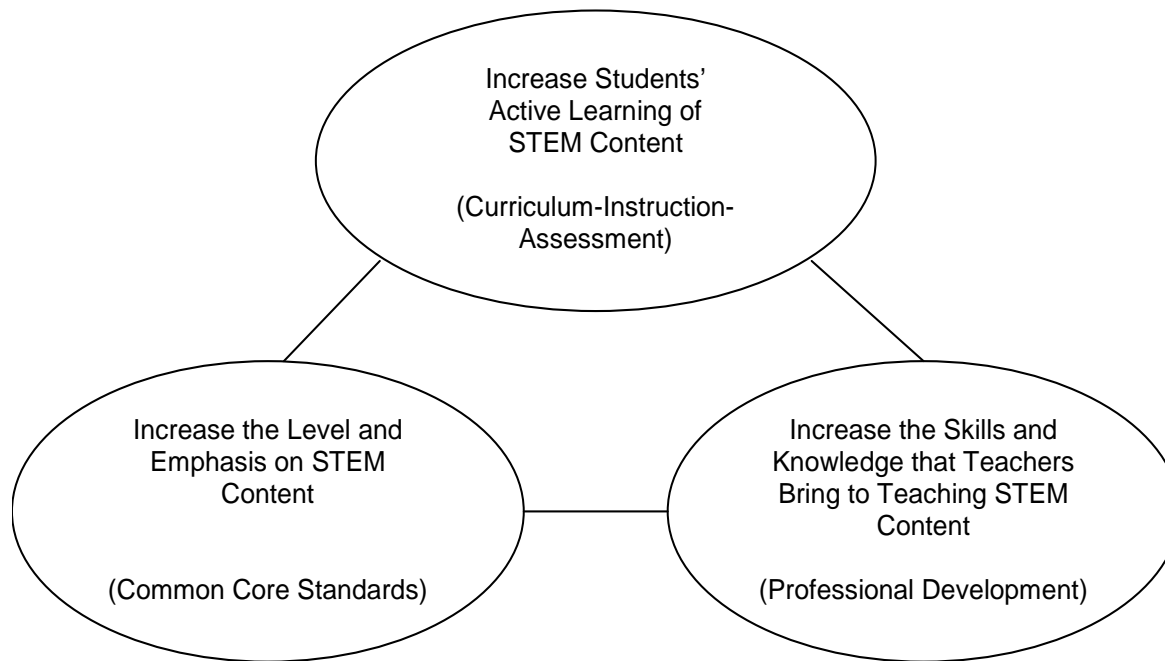 Increase Students’
Active Learning of
STEM Content
(Curriculum-Instruction-
Assessment)
Increase the Level and
Emphasis on STEM
Content
(Common Core Standards)
Increase the Skills and
Knowledge that Teachers
Bring to Teaching STEM
Content
(Professional Development)